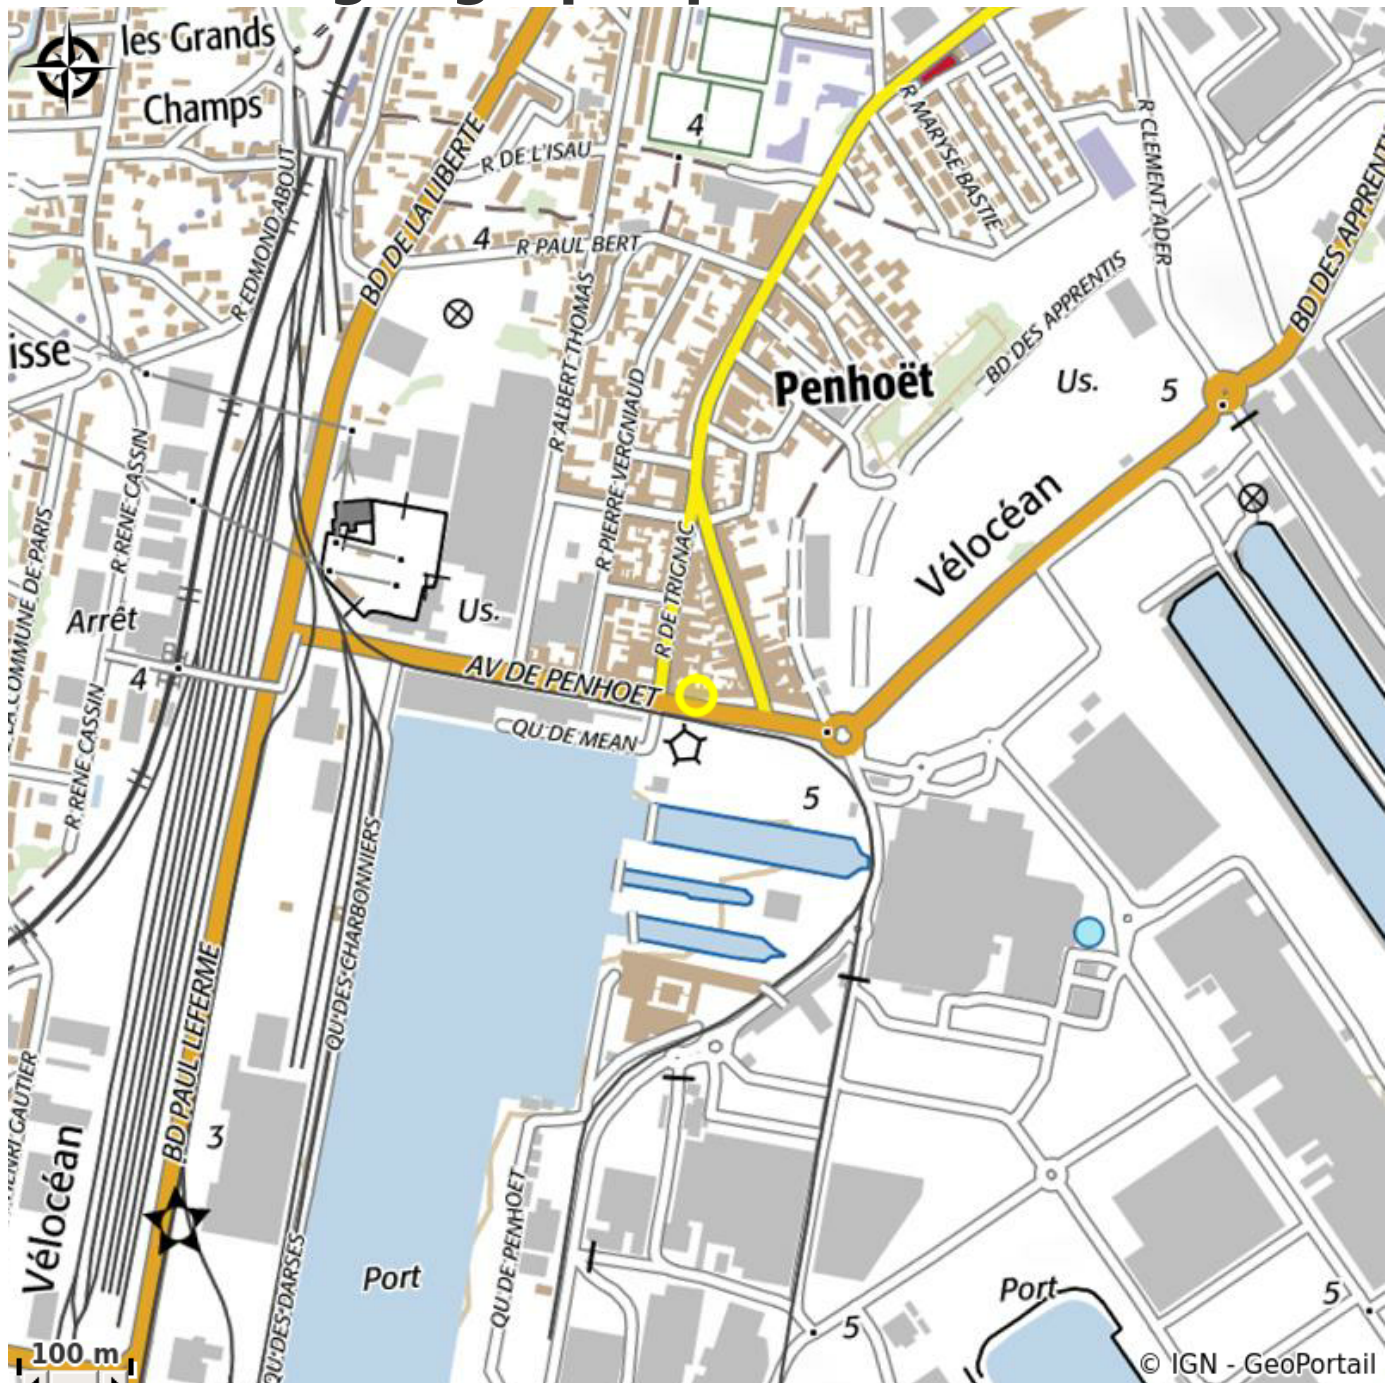 les Grands
Champs
R EDMOND ABOUT
BD DE LA LIBERTE
R DE L'ISAU
4
4
R PAUL BERT
R ALBERT THOMAS
R PIERRE VERGNIAUD
R MARYSE BASTIE
R CLEMENT ADER
BD DES APPRENTIS
BD DES APPRENTI
isse
Penhoët
Us.
5
R RENE CASSIN
LA COMMUNE DE PARIS
Vélocéan
R DE TRIGNAC
Us.
Arrêt
4
AV DE PENHOET
QU DE MEAN
R RENE CASSIN
5
QU DES CHARBONNIERS
BD PAUL LEFERME
HENRI GAUTIER
3
Vélocéan
QU DE PENHOET
QU DES DARSES
Port
Port
5
5
100 m
© IGN - GeoPortail